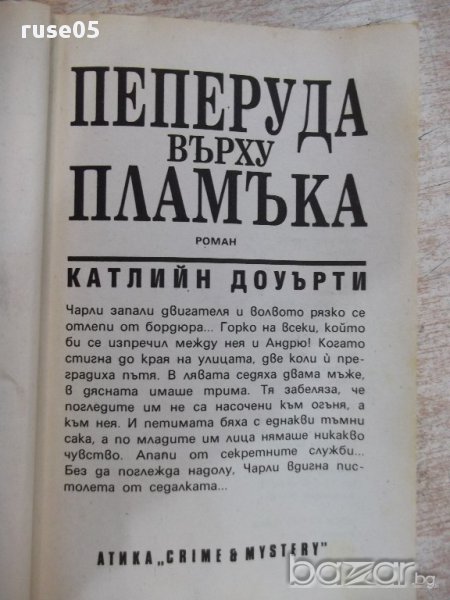 ruse05
ПЕПЕРУДА
ВЪРХУ
ПЛАМЪКА
РОМАН
КАТЛИЙН ДОУЪРТИ
Чарли запали двигателя и волвото рязко се
отлепи от бордюра... Горко на всеки, който
би се изпречил между нея и Андрю! Когато
стигна до края на улицата, две коли ѝ пре-
градиха пътя. В лявата седяха двама мъже,
в дясната имаше трима. Тя забеляза, че
погледите им не са насочени към огъня, а
към нея. И петимата бяха с еднакви тъмни
сака, а по младите им лица нямаше никакво
чувство. Апапи от секретните служби...
Без да поглежда надолу, Чарли вдигна пис-
толета от седалката...
АТИКА „CRIME & MYSTERY"
bazar.bg